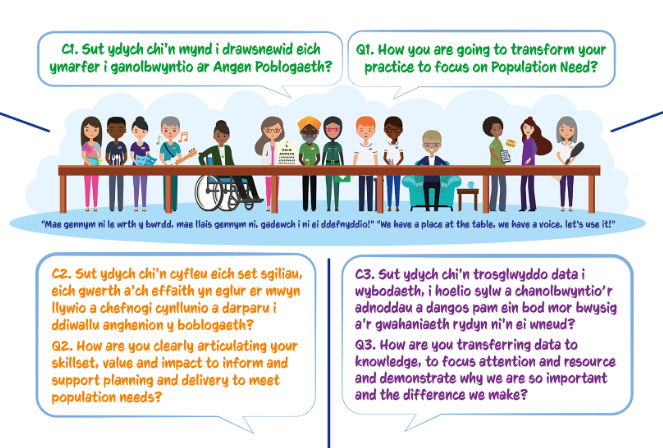 C1. Sut ydych chi'n mynd i drawsnewid eich
ymarfer i ganolbwyntio ar Angen Poblogaeth?
Q1. How you are going to transform your
practice to focus on Population Need?
"Mae gennym ni le wrth y bwrdd, mae llais gennym ni, gadewch i ni ei ddefnyddio!" "We have a place at the table, we have a voice, let's use it!"
C2. Sut ydych chi'n cyfleu eich set sgiliau,
eich gwerth a'ch effaith yn eglur er mwyn
llywio a chefnogi cynllunio a darparu i
ddiwallu anghenion y boblogaeth?
Q2. How are you clearly articulating your
skillset, value and impact to inform and
support planning and delivery to meet
population needs?
C3. Sut ydych chi'n trosglwyddo data i
wybodaeth, i hoelio sylw a chanolbwyntio'r
adnoddau a dangos pam ein bod mor bwysig
a'r gwahaniaeth rydyn ni'n ei wneud?
Q3. How are you transferring data to
knowledge, to focus attention and resource
and demonstrate why we are so important
and the difference we make?